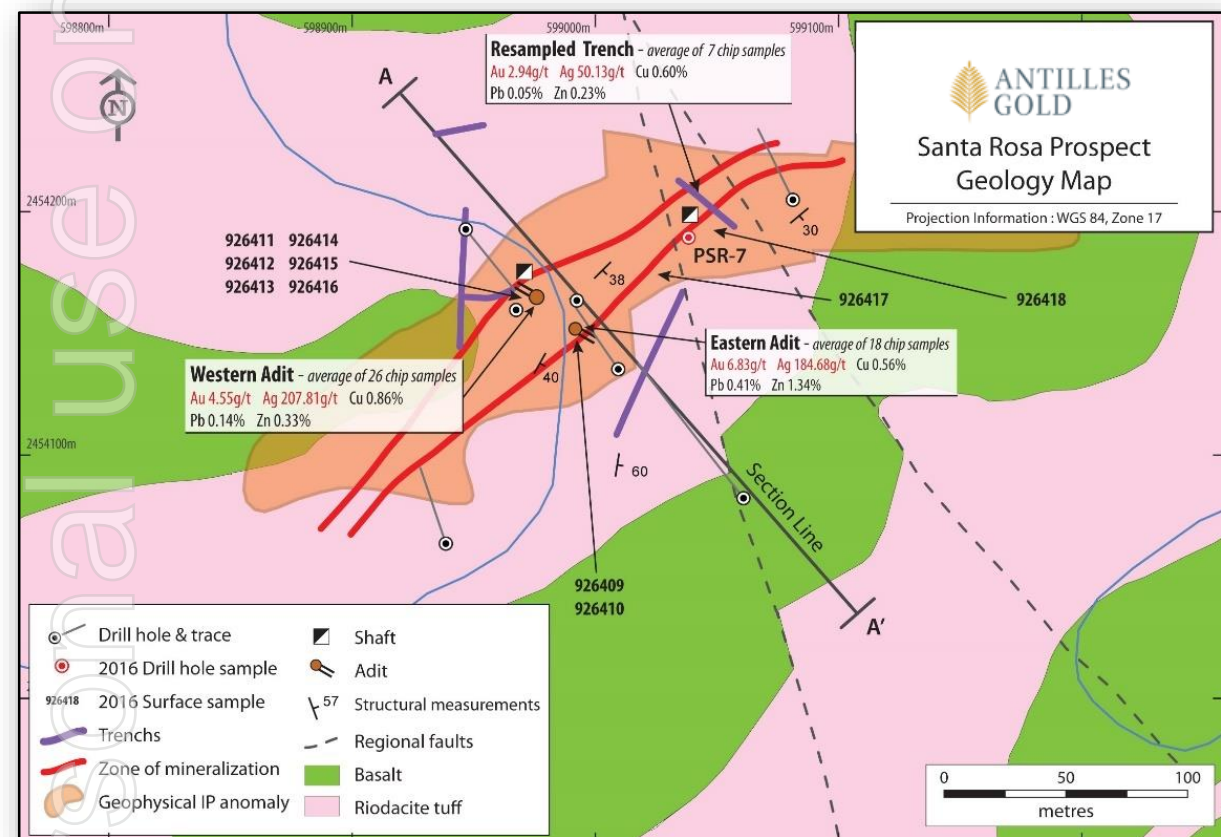 598800m
598900m
599000m
599100m
A
N
Resampled Trench - average of 7 chip samples
Au 2.94g/t Ag 50.13g/t Cu 0.60%
Pb 0.05% Zn 0.23%
ANTILLES
GOLD
Santa Rosa Prospect
Geology Map
Projection Information : WGS 84, Zone 17
2454200m
30
926411 926414
926412 926415
926413 926416
PSR-7
38
926417
926418
Western Adit - average of 26 chip samples
Au 4.55g/t Ag 207.81g/t Cu 0.86%
Pb 0.14% Zn 0.33%
40
Eastern Adit - average of 18 chip samples
Au 6.83g/t Ag 184.68g/t Cu 0.56%
Pb 0.41% Zn 1.34%
2454100m
60
Section Line
926409
926410
A'
Drill hole & trace
2016 Drill hole sample
926418 2016 Surface sample
Trenchs
Zone of mineralization
Geophysical IP anomaly
Shaft
Adit
57 Structural measurements
Regional faults
Basalt
Riodacite tuff
0 50 100
metres
sonal use or